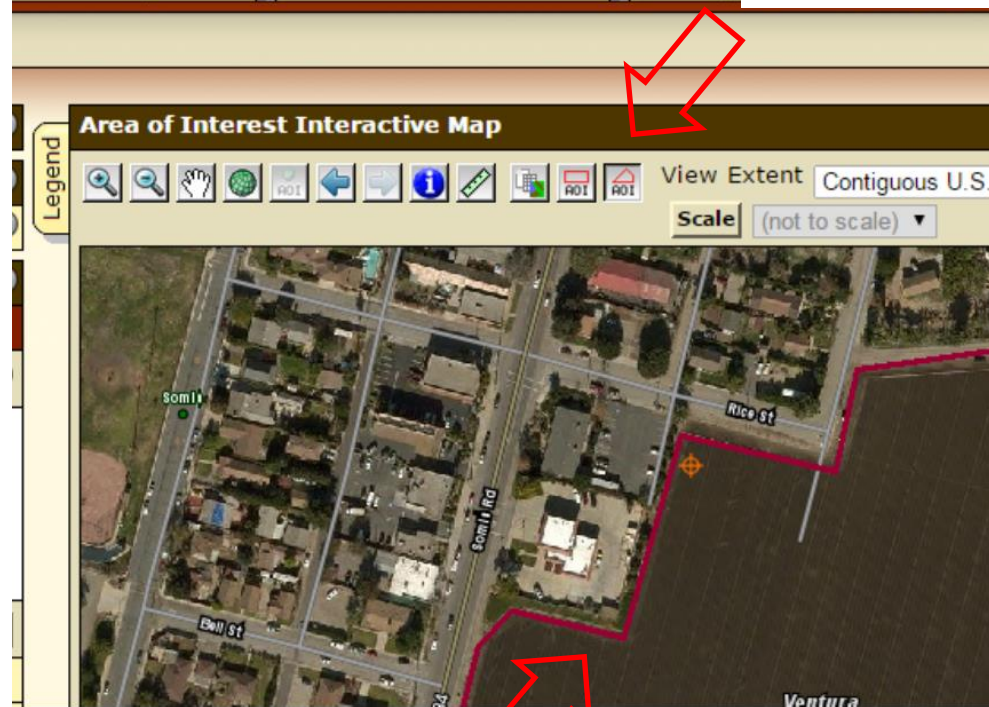 Legend
Area of Interest Interactive Map
AOI
AOI
AOI
View Extent
Contiguous U.S.
Scale
(not to scale)
Somis
Rice St
Somis Rd
Bell St
Ventura